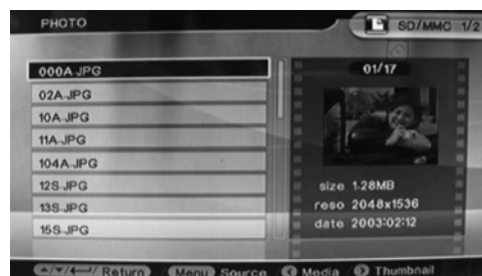 PHOTO
SD/MMC 1/2
000A.JPG
02A.JPG
10A.JPG
11A.JPG
104A.JPG
12S.JPG
13S.JPG
15S.JPG
01/17
size 1.28MB
reso 2048x1536
date 2003:02:12
▲/▼/↵ Return Menu Source Media Thumbnail